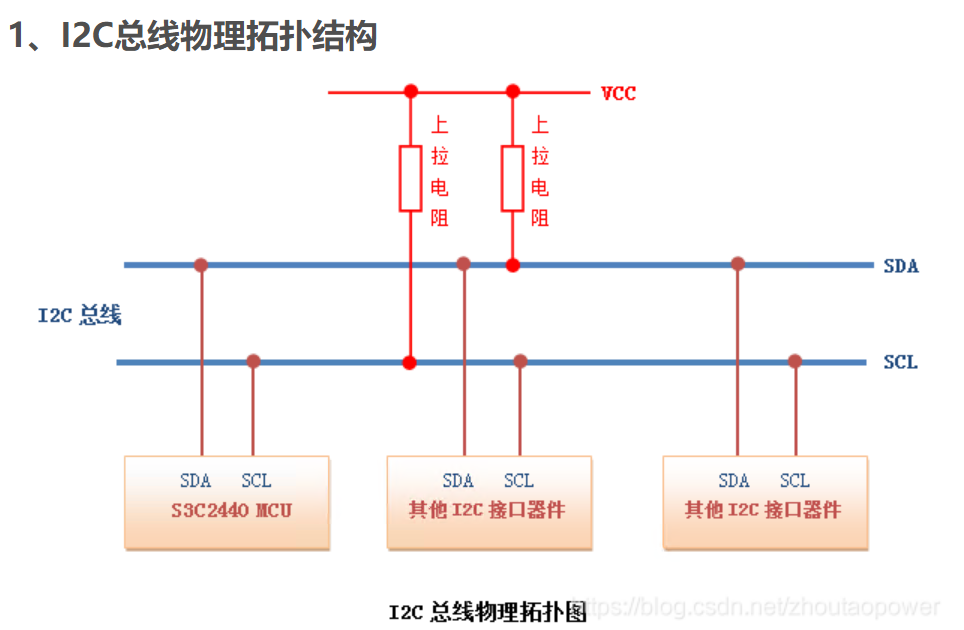 1、I2C总线物理拓扑结构
VCC
上拉电阻
上拉电阻
SDA
I2C 总线
SCL
SDA SCL
S3C2440 MCU
SDA SCL
其他 I2C 接口器件
SDA SCL
其他 I2C 接口器件
I2C 总线物理拓扑图
https://blog.csdn.net/zhoutaopower